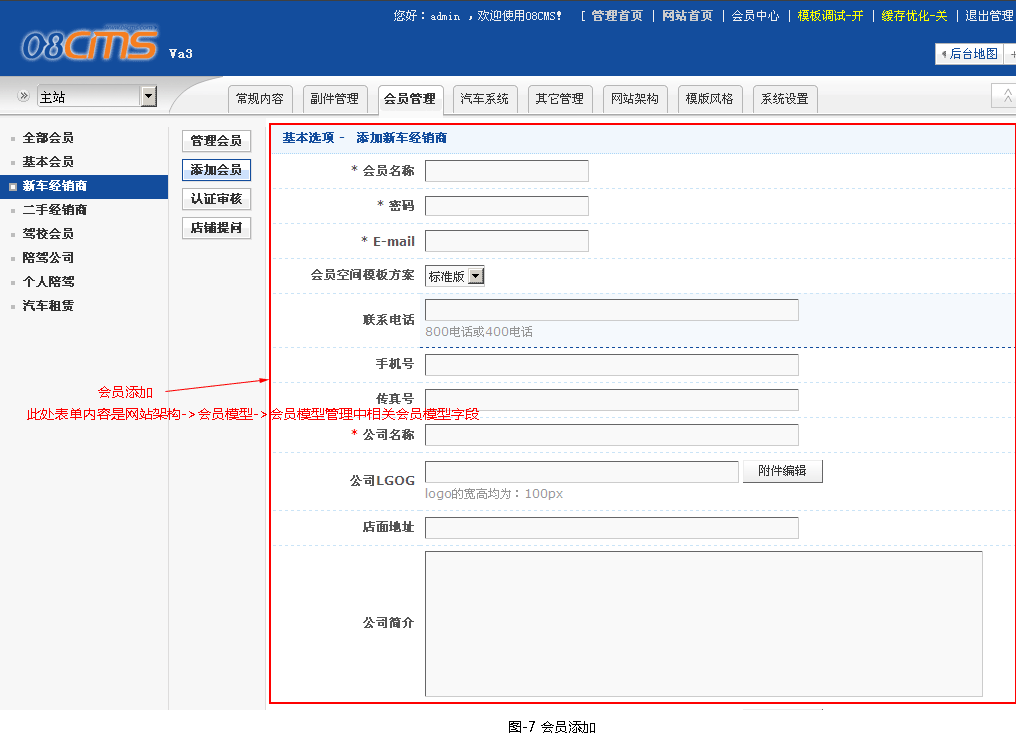 您好：admin ，欢迎使用08CMS! [ 管理首页 | 网站首页 | 会员中心 | 模板调试-开 | 缓存优化-关 | 退出管理
08CMS Va3
后台地图 +
主站
常规内容 副件管理 会员管理 汽车系统 其它管理 网站架构 模版风格 系统设置
全部会员
基本会员
新车经销商
二手经销商
驾校会员
陪驾公司
个人陪驾
汽车租赁
管理会员
添加会员
认证审核
店铺提问
基本选项 - 添加新车经销商
* 会员名称
* 密码
* E-mail
会员空间模板方案 标准版
联系电话
800电话或400电话
手机号
传真号
会员添加
此处表单内容是网站架构->会员模型->会员模型管理中相关会员模型字段
* 公司名称
公司LGOG 附件编辑
logo的宽高均为：100px
店面地址
公司简介
图-7 会员添加